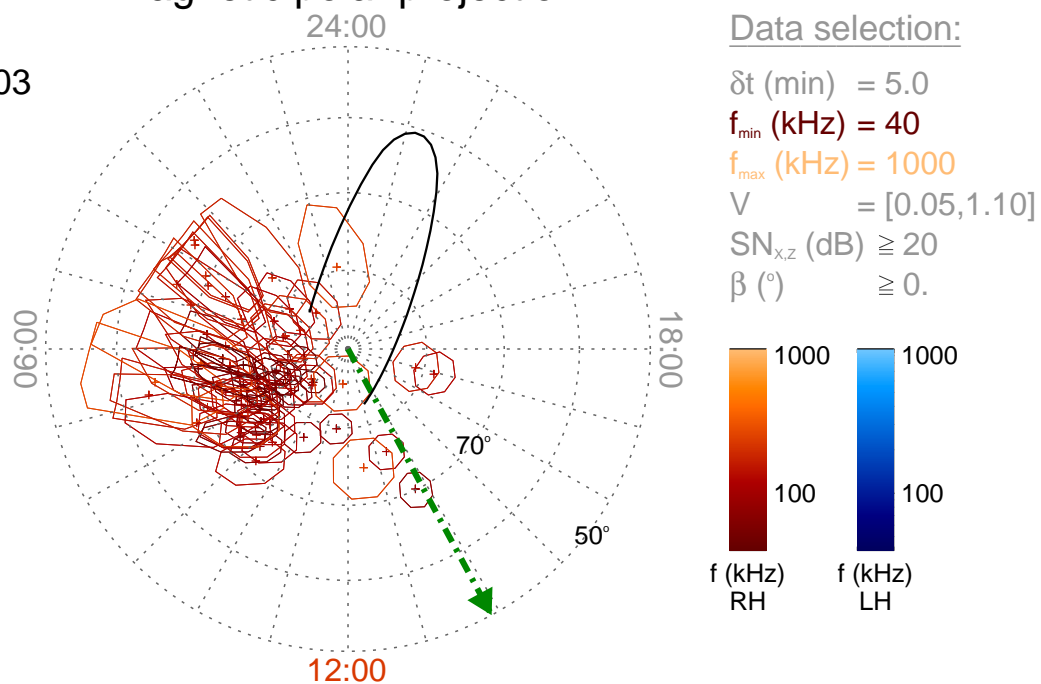 24:00
03
06:00
18:00
70°
50°
12:00
Data selection:
δt (min) = 5.0
fmin (kHz) = 40
fmax (kHz) = 1000
V = [0.05,1.10]
SNx,z (dB) ≧ 20
β (°) ≧ 0.
1000
1000
100
100
f (kHz)
RH
f (kHz)
LH